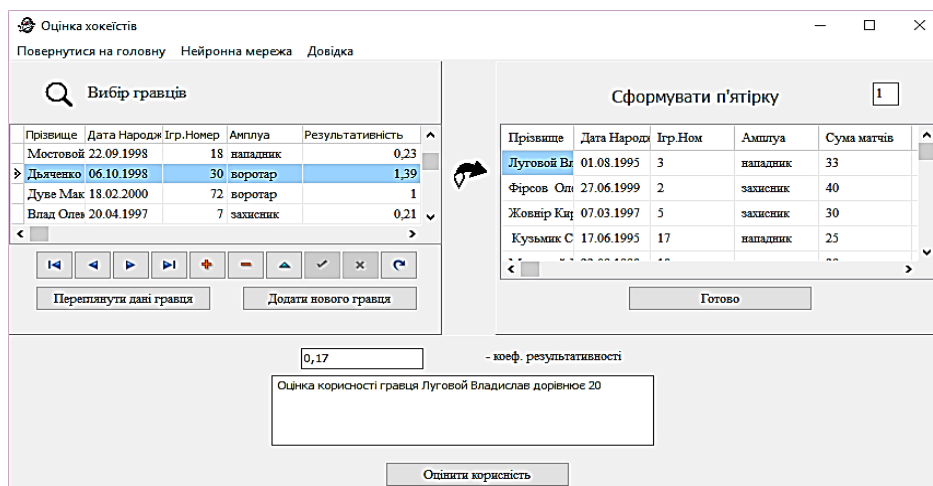 Оцінка хокеїстів
Повернутися на головну Нейронна мережа Довідка
Вибір гравців
Прізвище Дата Народж Ігр.Номер Амплуа Результативність
Мостовой 22.09.1998 18 нападник 0,23
Дьяченко 06.10.1998 30 воротар 1,39
Дуве Мак 18.02.2000 72 воротар 1
Влад Олев 20.04.1997 7 захисник 0,21
Переглянути дані гравця Додати нового гравця
Сформувати п'ятірку 1
Прізвище Дата Народ Ігр.Ном Амплуа Сума матчів
Луговой Вл 01.08.1995 3 нападник 33
Фірсов Оле 27.06.1999 2 захисник 40
Жовнір Кир 07.03.1997 5 захисник 30
Кузьмик С 17.06.1995 17 нападник 25
Готово
0,17 - коеф. результативності
Оцінка корисності гравця Луговой Владислав дорівнює 20
Оцінити корисність